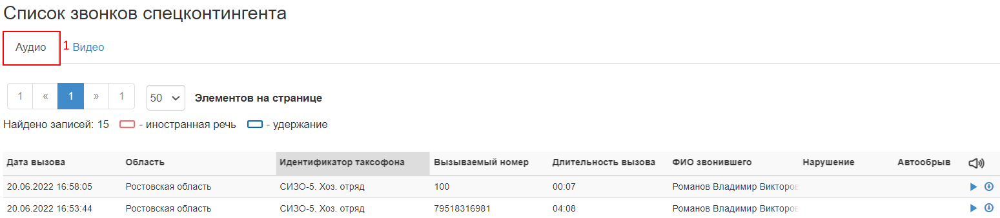 Список звонков спецконтингента
Аудио 1 Видео
1 « 1 » 1 50 Элементов на странице
Найдено записей: 15 - иностранная речь - удержание
Дата вызова Область Идентификатор таксофона Вызываемый номер Длительность вызова ФИО звонившего Нарушение Автообрыв
20.06.2022 16:58:05 Ростовская область СИЗО-5. Хоз. отряд 100 00:07 Романов Владимир Викторов
20.06.2022 16:53:44 Ростовская область СИЗО-5. Хоз. отряд 79518316981 04:08 Романов Владимир Викторов